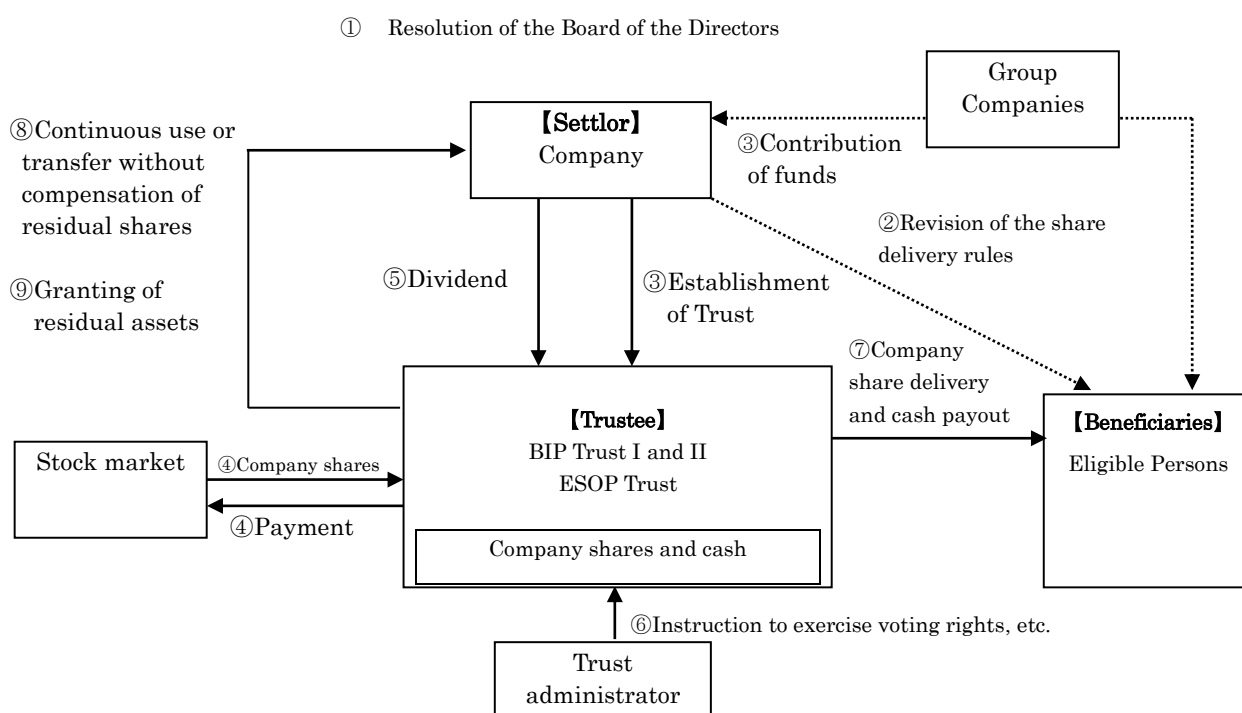 ① Resolution of the Board of the Directors
Group
Companies
⑧Continuous use or
transfer without
compensation of
residual shares
【Settlor】
Company
③Contribution
of funds
②Revision of the share
delivery rules
⑨Granting of
residual assets
⑤Dividend
③Establishment
of Trust
⑦Company
share delivery
and cash payout
【Trustee】
BIP Trust I and II
ESOP Trust
【Beneficiaries】
Eligible Persons
Stock market
④Company shares
④Payment
Company shares and cash
⑥Instruction to exercise voting rights, etc.
Trust
administrator